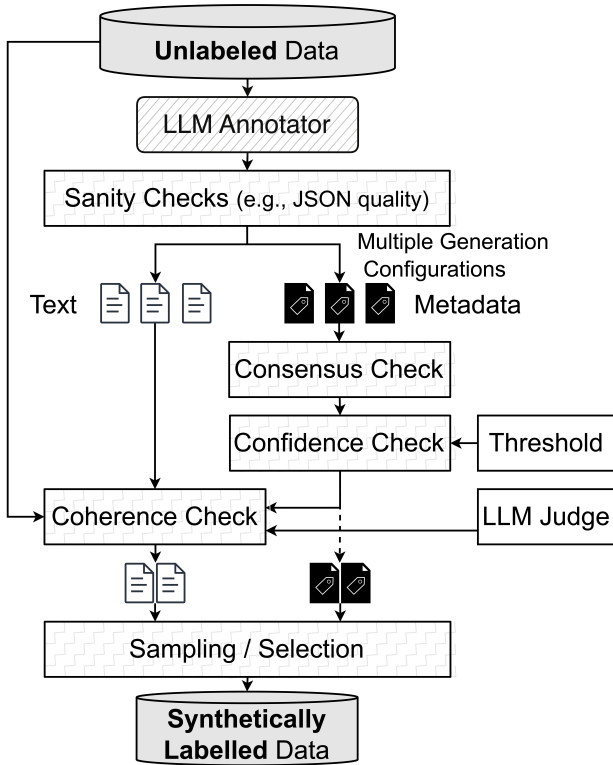 Unlabeled Data
LLM Annotator
Sanity Checks (e.g., JSON quality)
Multiple Generation
Configurations
Text
Metadata
Consensus Check
Confidence Check
Threshold
Coherence Check
LLM Judge
Sampling / Selection
Synthetically
Labelled Data